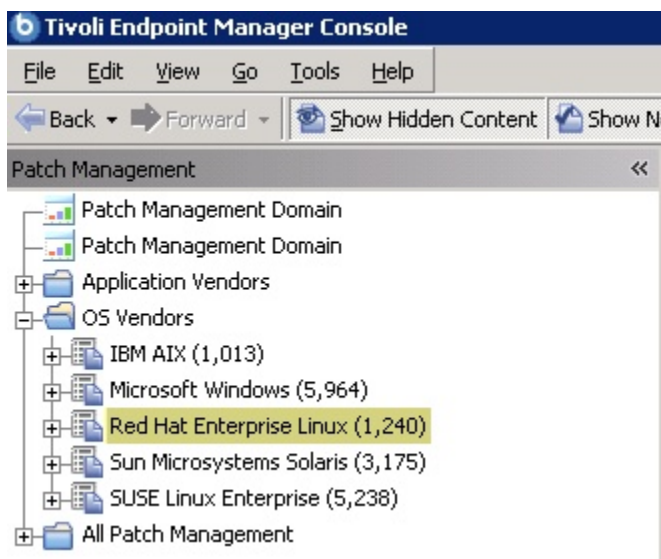 Tivoli Endpoint Manager Console
File Edit View Go Tools Help
Back Forward Show Hidden Content Show N
Patch Management «
Patch Management Domain
Patch Management Domain
Application Vendors
OS Vendors
IBM AIX (1,013)
Microsoft Windows (5,964)
Red Hat Enterprise Linux (1,240)
Sun Microsystems Solaris (3,175)
SUSE Linux Enterprise (5,238)
All Patch Management